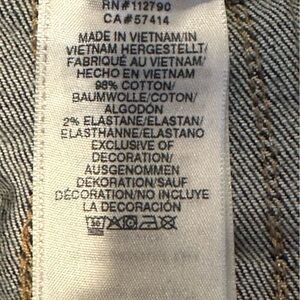 RN#112790
CA#57414
MADE IN VIETNAM/IN
VIETNAM HERGESTELLT/
FABRIQUÉ AU VIETNAM/
HECHO EN VIETNAM
98% COTTON/
BAUMWOLLE/COTON/
ALGODÓN
2% ELASTANE/ELASTAN/
ELASTHANNE/ELASTANO
EXCLUSIVE OF
DECORATION/
AUSGENOMMEN
DEKORATION/SAUF
DÉCORATION/NO INCLUYE
LA DECORACIÓN